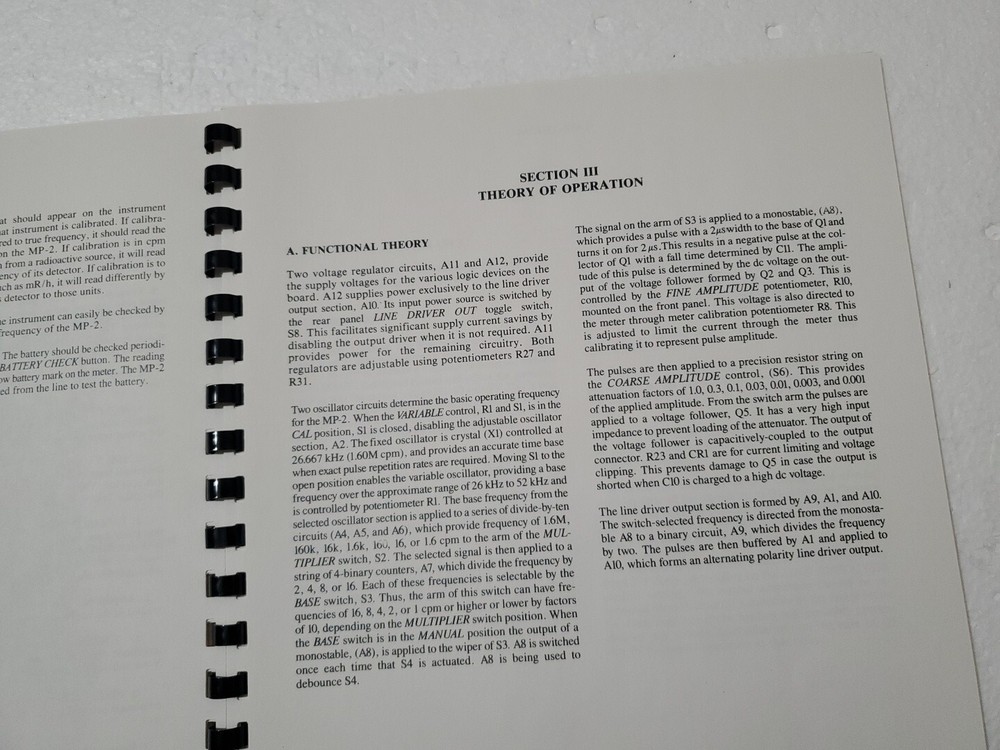 at should appear on the instrument
at instrument is calibrated. If calibra-
red to true frequency, it should read the
on the MP-2. If calibration is in cpm
from a radioactive source, it will read
ency of its detector. If calibration is to
ch as mR/h, it will read differently by
detector to those units.
e instrument can easily be checked by
frequency of the MP-2.
The battery should be checked periodi-
BATTERY CHECK button. The reading
ow battery mark on the meter. The MP-2
ed from the line to test the battery.
SECTION III
THEORY OF OPERATION
A. FUNCTIONAL THEORY
Two voltage regulator circuits, A11 and A12, provide
the supply voltages for the various logic devices on the
board. A12 supplies power exclusively to the line driver
output section, A10. Its input power source is switched by
the rear panel LINE DRIVER OUT toggle switch,
S8. This facilitates significant supply current savings by
disabling the output driver when it is not required. A11
provides power for the remaining circuitry. Both
regulators are adjustable using potentiometers R27 and
R31.
Two oscillator circuits determine the basic operating frequency
for the MP-2. When the VARIABLE control, R1 and S1, is in the
CAL position, S1 is closed, disabling the adjustable oscillator
section, A2. The fixed oscillator is crystal (X1) controlled at
26.667 kHz (1.60M cpm), and provides an accurate time base
when exact pulse repetition rates are required. Moving S1 to the
open position enables the variable oscillator, providing a base
frequency over the approximate range of 26 kHz to 52 kHz and
is controlled by potentiometer R1. The base frequency from the
selected oscillator section is applied to a series of divide-by-ten
circuits (A4, A5, and A6), which provide frequency of 1.6M,
160k, 16k, 1.6k, 160, 16, or 1.6 cpm to the arm of the MUL-
TIPLIER switch, S2. The selected signal is then applied to a
string of 4-binary counters, A7, which divide the frequency by
2, 4, 8, or 16. Each of these frequencies is selectable by the
BASE switch, S3. Thus, the arm of this switch can have fre-
quencies of 16, 8, 4, 2, or 1 cpm or higher or lower by factors
of 10, depending on the MULTIPLIER switch position. When
the BASE switch is in the MANUAL position the output of a
monostable, (A8), is applied to the wiper of S3. A8 is switched
once each time that S4 is actuated. A8 is being used to
debounce S4.
The signal on the arm of S3 is applied to a monostable, (A8),
which provides a pulse with a 2μswidth to the base of Q1and
turns it on for 2 μs.This results in a negative pulse at the col-
lector of Q1 with a fall time determined by C11. The ampli-
tude of this pulse is determined by the dc voltage on the out-
put of the voltage follower formed by Q2 and Q3. This is
controlled by the FINE AMPLITUDE potentiometer, R10,
mounted on the front panel. This voltage is also directed to
the meter through meter calibration potentiometer R8. This
is adjusted to limit the current through the meter thus
calibrating it to represent pulse amplitude.
The pulses are then applied to a precision resistor string on
the COARSE AMPLITUDE control, (S6). This provides
attenuation factors of 1.0, 0.3, 0.1, 0.03, 0.01, 0.003, and 0.001
of the applied amplitude. From the switch arm the pulses are
applied to a voltage follower, Q5. It has a very high input
impedance to prevent loading of the attenuator. The output of
the voltage follower is capacitively-coupled to the output
connector. R23 and CR1 are for current limiting and voltage
clipping. This prevents damage to Q5 in case the output is
shorted when C10 is charged to a high dc voltage.
The line driver output section is formed by A9, A1, and A10.
The switch-selected frequency is directed from the monosta-
ble A8 to a binary circuit, A9, which divides the frequency
by two. The pulses are then buffered by A1 and applied to
A10, which forms an alternating polarity line driver output.